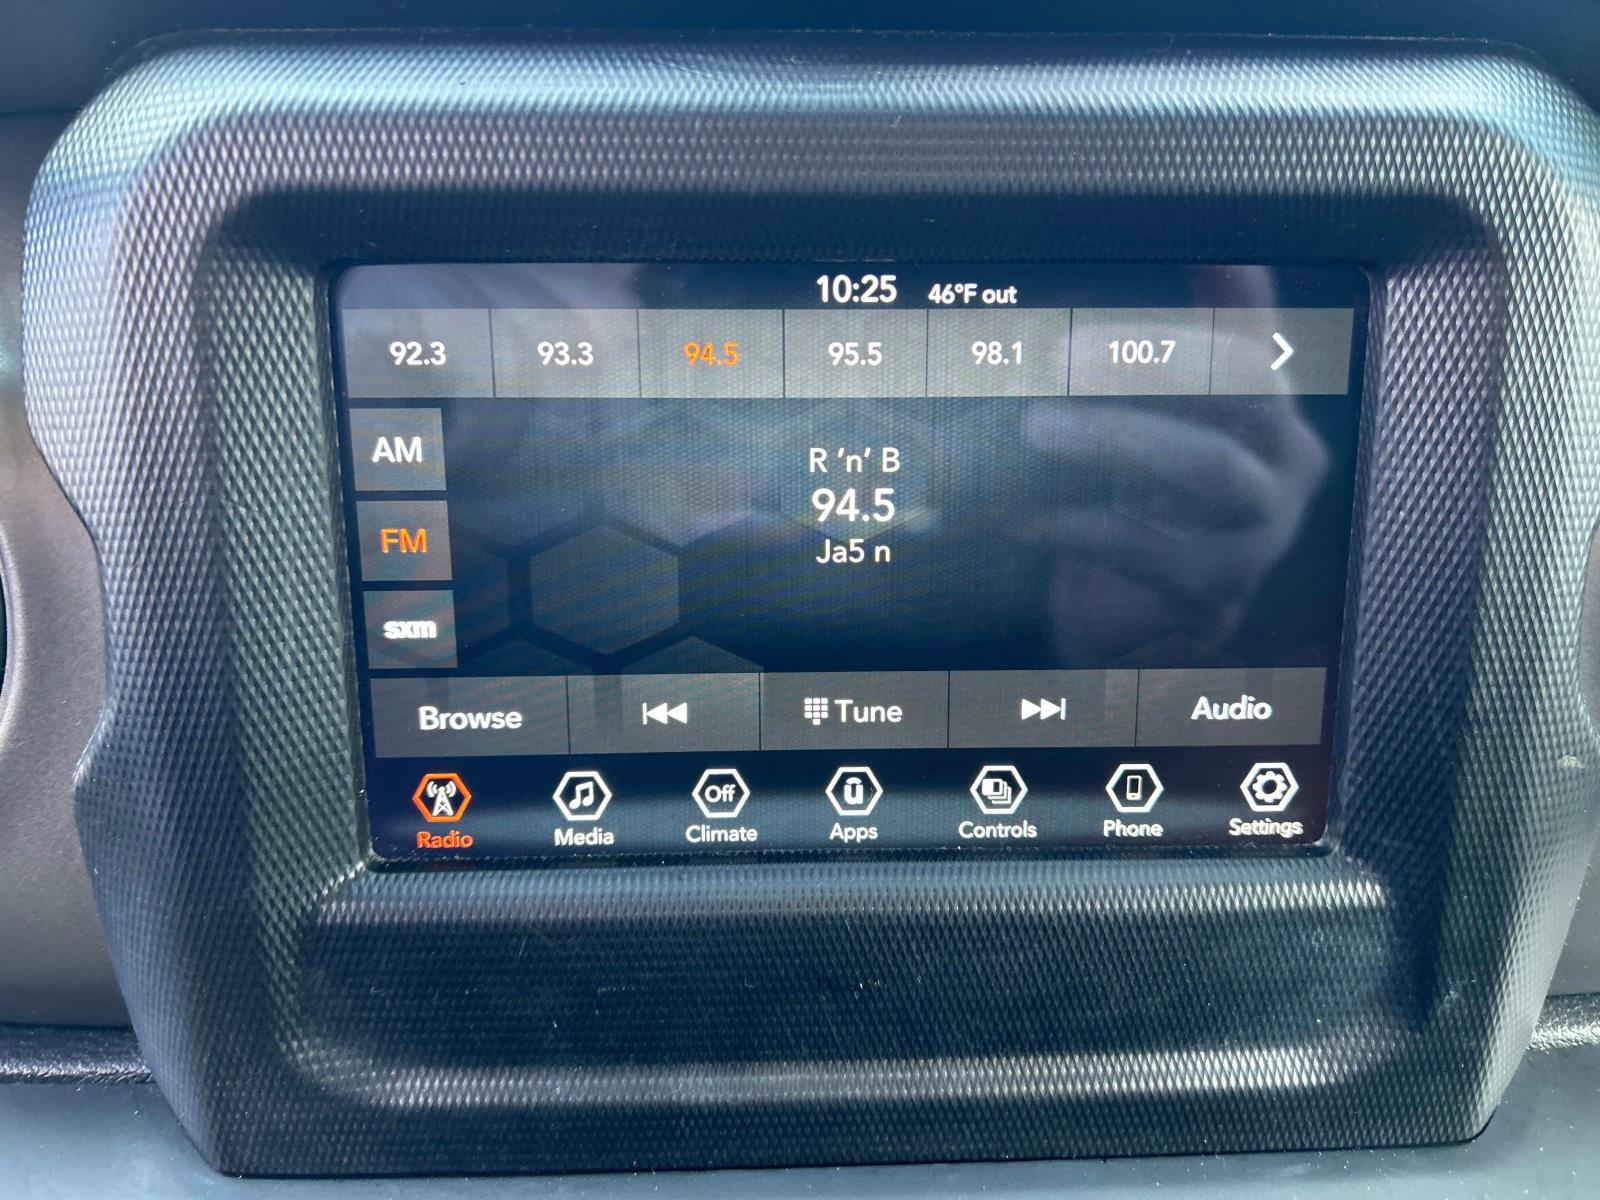 10:25 46°F out
92.3 93.3 94.5 95.5 98.1 100.7
AM
FM
sxm
R ‘n’ B
94.5
Ja5 n
Browse Tune Audio
Off
Radio Media Climate Apps Controls Phone Settings